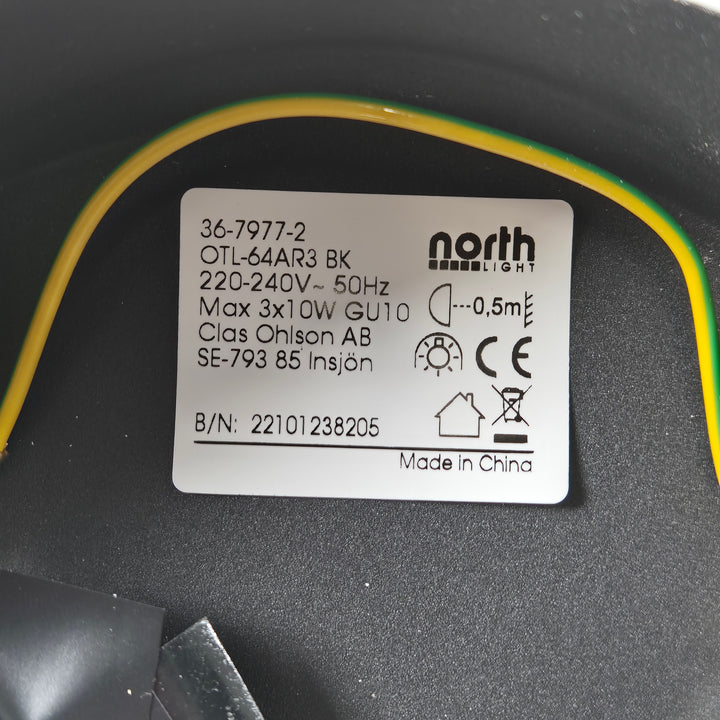 36-7977-2
OTL-64AR3 BK
220-240V~ 50Hz
Max 3x10W GU10
Clas Ohlson AB
SE-793 85 Insjön
north
LIGHT
0,5m
CE
B/N: 22101238205
Made in China